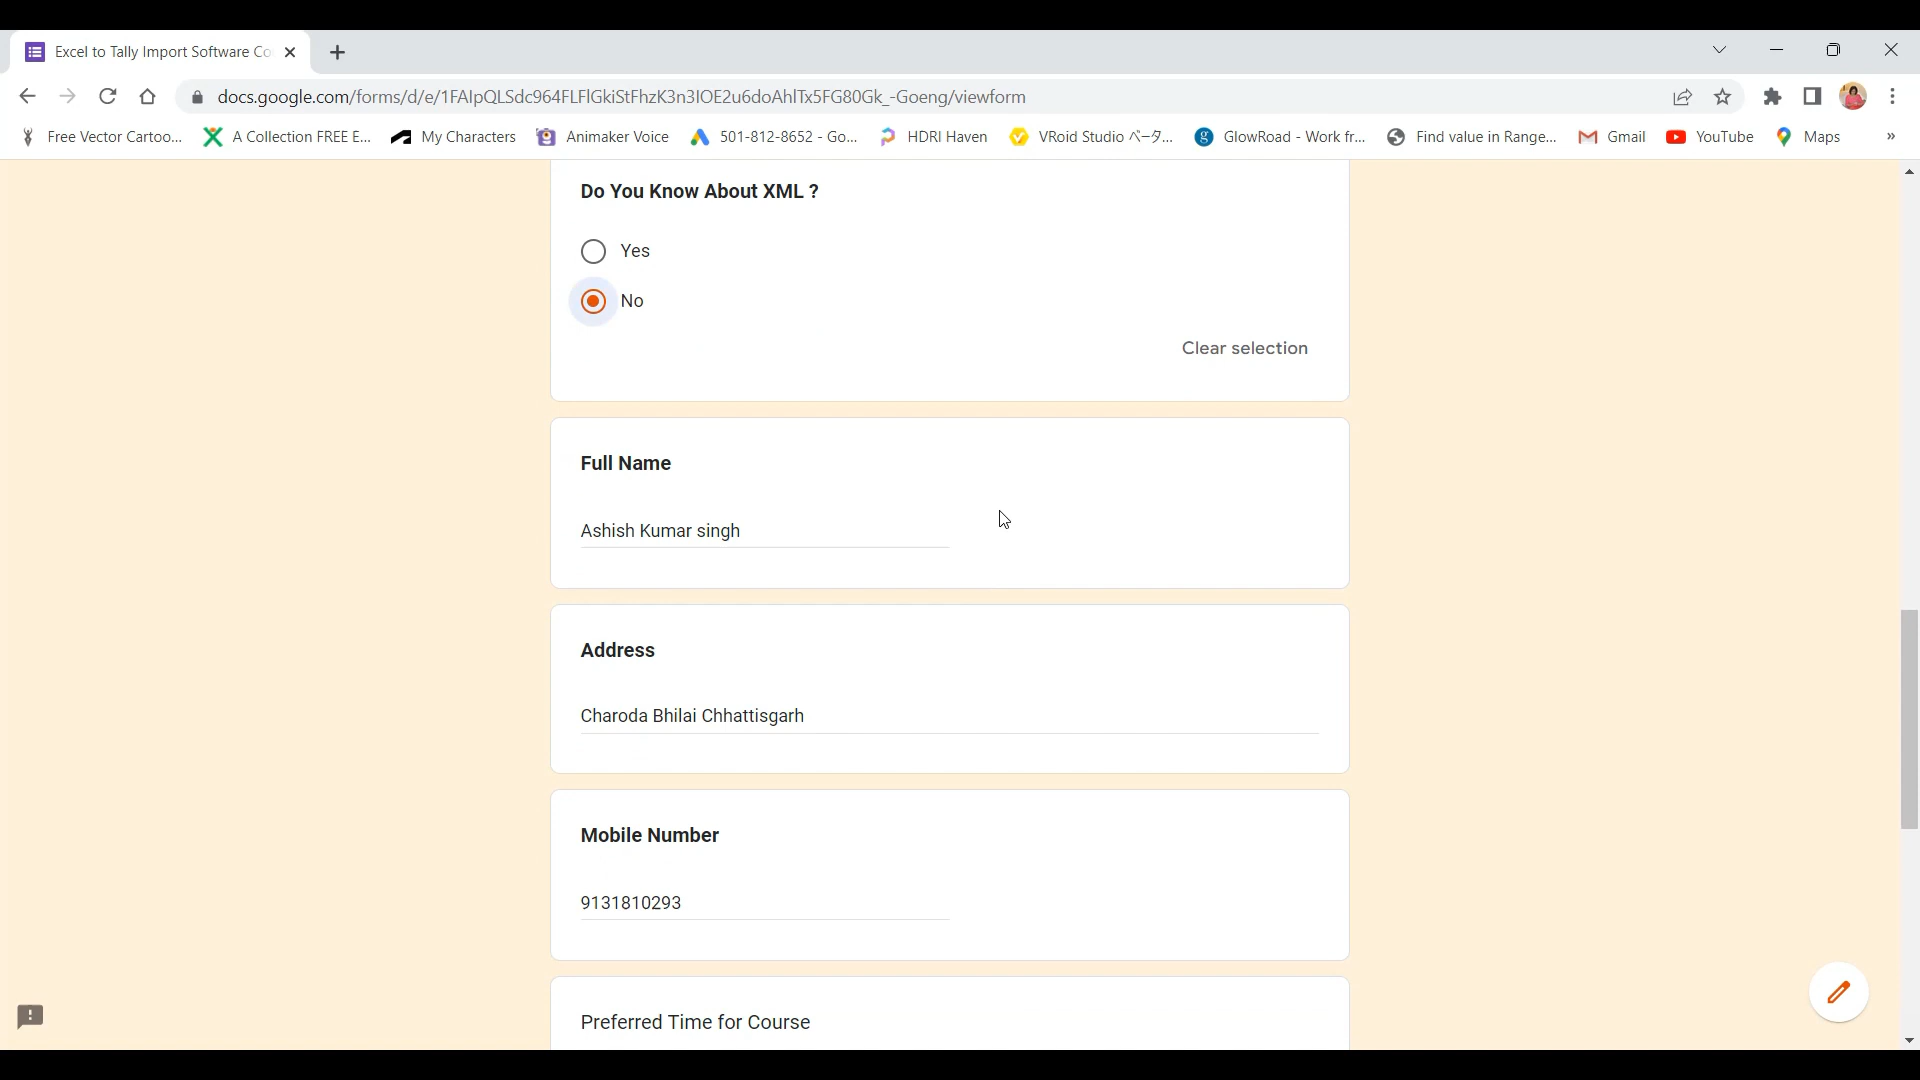 Excel to Tally Import Software Co
docs.google.com/forms/d/e/1FAIpQLSdc964FLFlGkiStFhzK3n3IOE2u6doAhlTx5FG80Gk_-Goeng/viewform
Free Vector Cartoo... A Collection FREE E... My Characters Animaker Voice 501-812-8652 - Go... HDRI Haven VRoid Studio ベータ... GlowRoad - Work fr... Find value in Range... Gmail YouTube Maps »
Do You Know About XML ?
Yes
No
Clear selection
Full Name
Ashish Kumar singh
Address
Charoda Bhilai Chhattisgarh
Mobile Number
9131810293
Preferred Time for Course